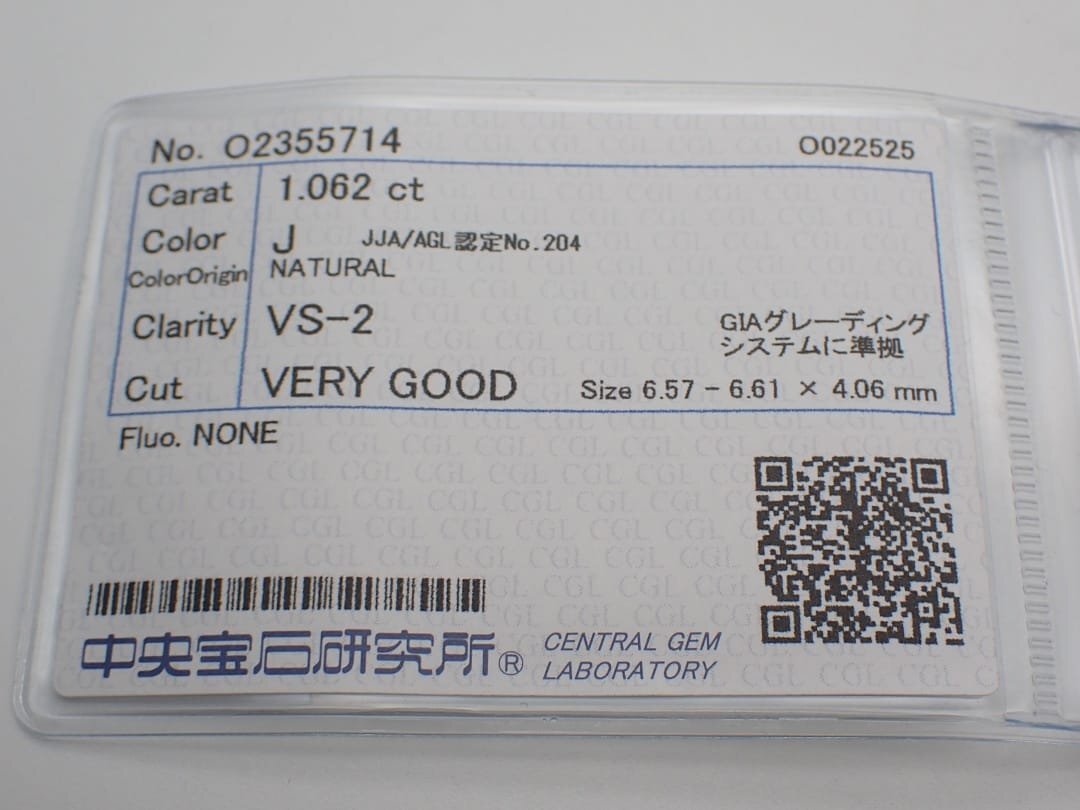 No. O2355714
O022525
Carat 1.062 ct
Color J JJA/AGL認定No.204
ColorOrigin NATURAL
Clarity VS-2
GIAグレーディング
システムに準拠
Cut VERY GOOD Size 6.57 - 6.61 × 4.06 mm
Fluo. NONE
中央宝石研究所®
CENTRAL GEM
LABORATORY